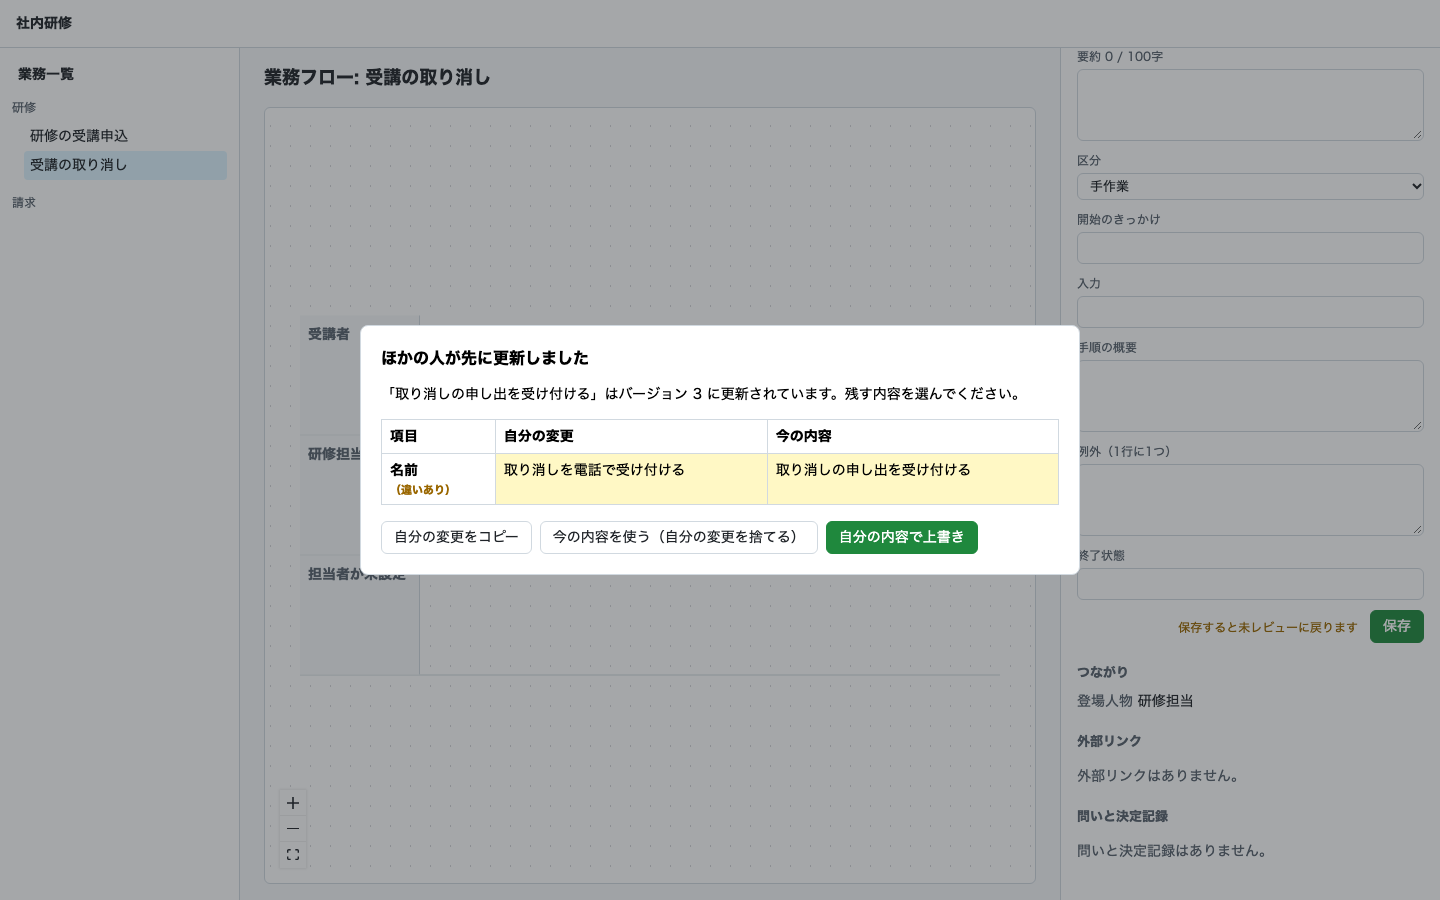 社内研修
業務一覧
研修
研修の受講申込
受講の取り消し
請求
業務フロー: 受講の取り消し
受講者
研修担当
担当者が未設定
ほかの人が先に更新しました
「取り消しの申し出を受け付ける」はバージョン 3 に更新されています。残す内容を選んでください。
項目 自分の変更 今の内容
名前 取り消しを電話で受け付ける 取り消しの申し出を受け付ける
（違いあり）
自分の変更をコピー 今の内容を使う（自分の変更を捨てる） 自分の内容で上書き
要約 0 / 100字
区分
手作業
開始のきっかけ
入力
手順の概要
例外（1行に1つ）
終了状態
保存すると未レビューに戻ります 保存
つながり
登場人物 研修担当
外部リンク
外部リンクはありません。
問いと決定記録
問いと決定記録はありません。